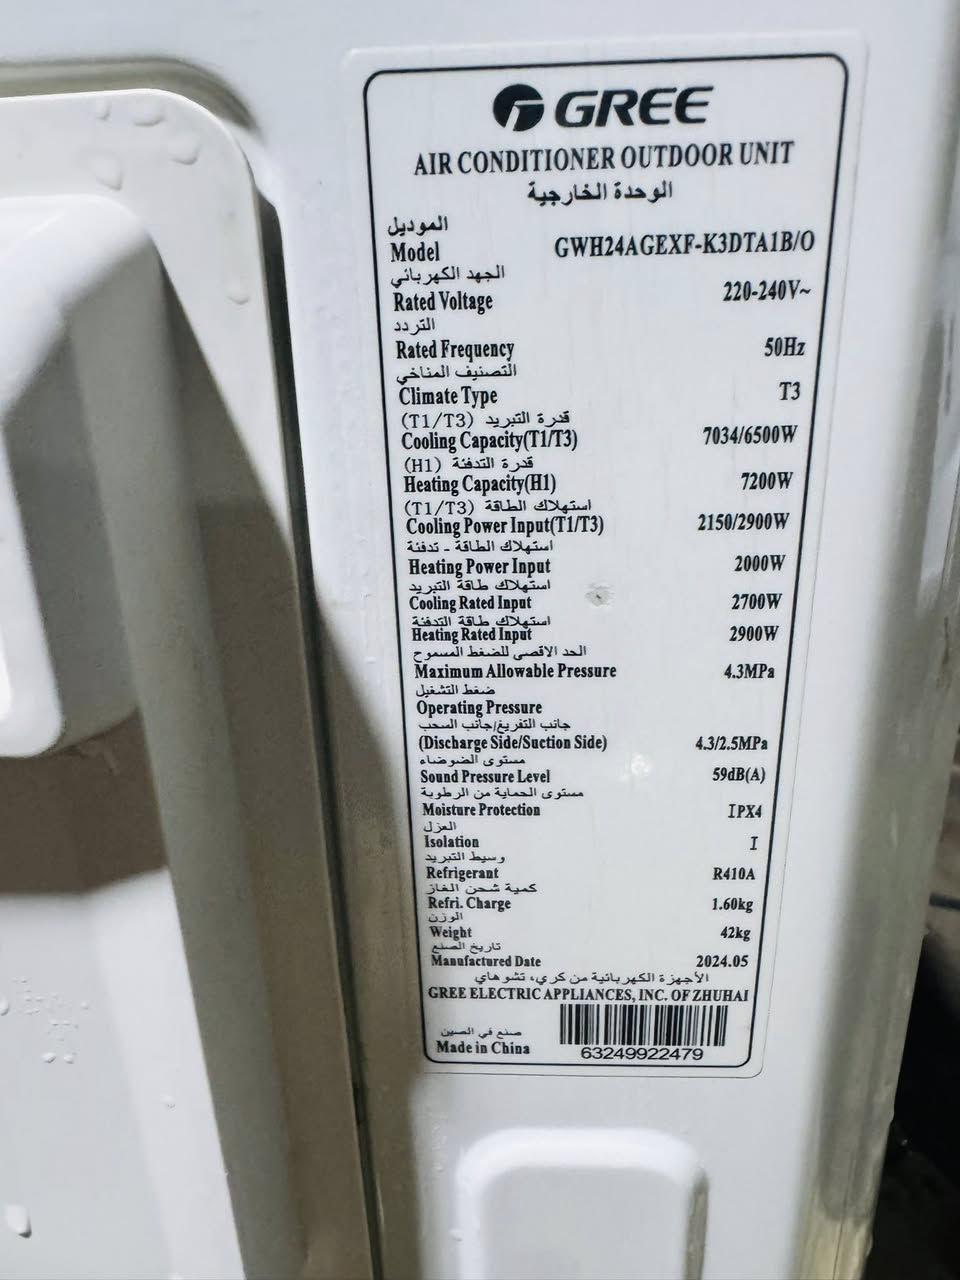 GREE
AIR CONDITIONER OUTDOOR UNIT
الوحدة الخارجية
الموديل
Model GWH24AGEXF-K3DTA1B/O
الجهد الكهربائي
Rated Voltage 220-240V~
التردد
Rated Frequency 50Hz
التصنيف المناخي
Climate Type T3
قدرة التبريد (T1/T3)
Cooling Capacity(T1/T3) 7034/6500W
قدرة التدفئة (H1)
Heating Capacity(H1) 7200W
استهلاك الطاقة (T1/T3)
Cooling Power Input(T1/T3) 2150/2900W
استهلاك الطاقة - تدفئة
Heating Power Input 2000W
استهلاك طاقة التبريد
Cooling Rated Input 2700W
استهلاك طاقة التدفئة
Heating Rated Input 2900W
الحد الاقصى للضغط المسموح
Maximum Allowable Pressure 4.3MPa
ضغط التشغيل
Operating Pressure
جانب التفريغ/جانب السحب
(Discharge Side/Suction Side) 4.3/2.5MPa
مستوى الضوضاء
Sound Pressure Level 59dB(A)
مستوى الحماية من الرطوبة
Moisture Protection IPX4
العزل
Isolation I
وسيط التبريد
Refrigerant R410A
كمية شحن الغاز
Refri. Charge 1.60kg
الوزن
Weight 42kg
تاريخ الصنع
Manufactured Date 2024.05
الأجهزة الكهربائية من كري، تشوهاي
GREE ELECTRIC APPLIANCES, INC. OF ZHUHAI
صنع في الصين
Made in China 63249922479